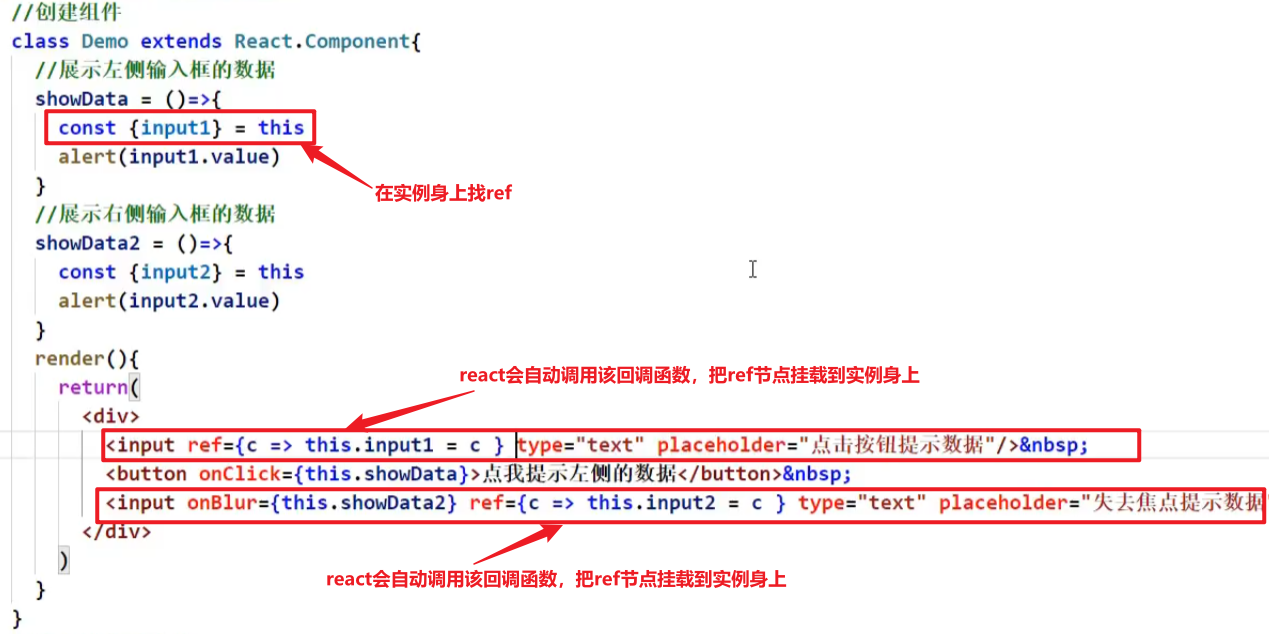 //创建组件
class Demo extends React.Component{
//展示左侧输入框的数据
showData = ()=>{
const {input1} = this
alert(input1.value)
}
在实例身上找ref
//展示右侧输入框的数据
showData2 = ()=>{
const {input2} = this
alert(input2.value)
}
render(){
react会自动调用该回调函数，把ref节点挂载到实例身上
return(
<div>
<input ref={c => this.input1 = c } type="text" placeholder="点击按钮提示数据"/>&nbsp;
<button onClick={this.showData}>点我提示左侧的数据</button>&nbsp;
<input onBlur={this.showData2} ref={c => this.input2 = c } type="text" placeholder="失去焦点提示数据
</div>
)
react会自动调用该回调函数，把ref节点挂载到实例身上
}
}